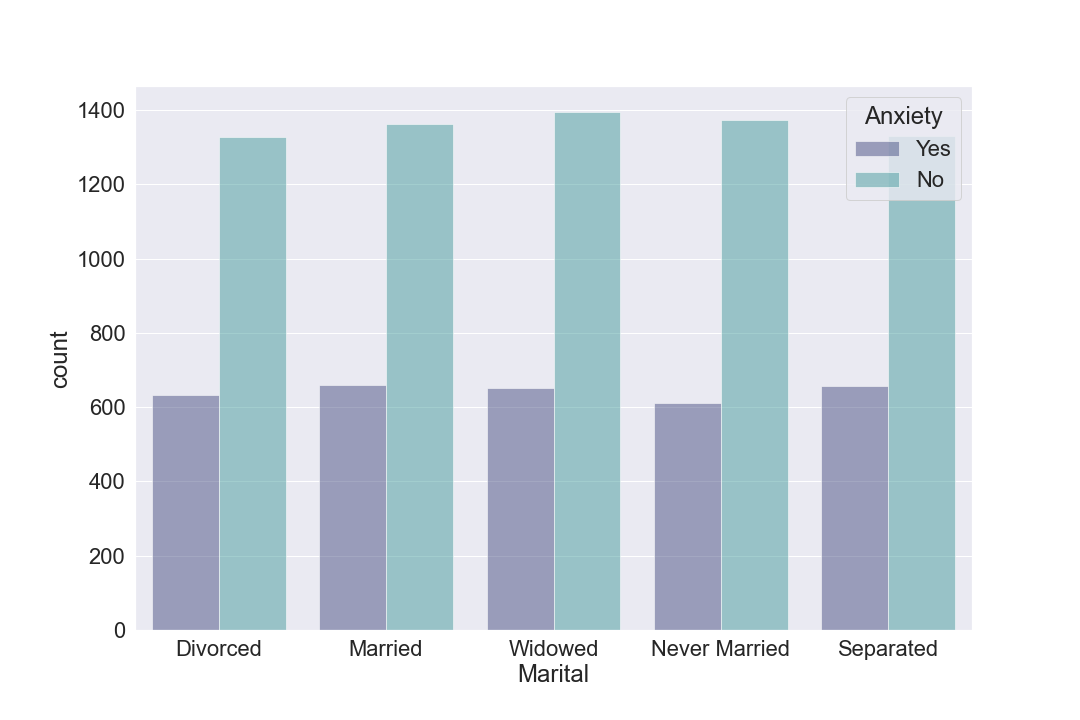 1400
1200
1000
800
600
400
200
0
count
Anxiety
Yes
No
Divorced Married Widowed Never Married Separated
Marital